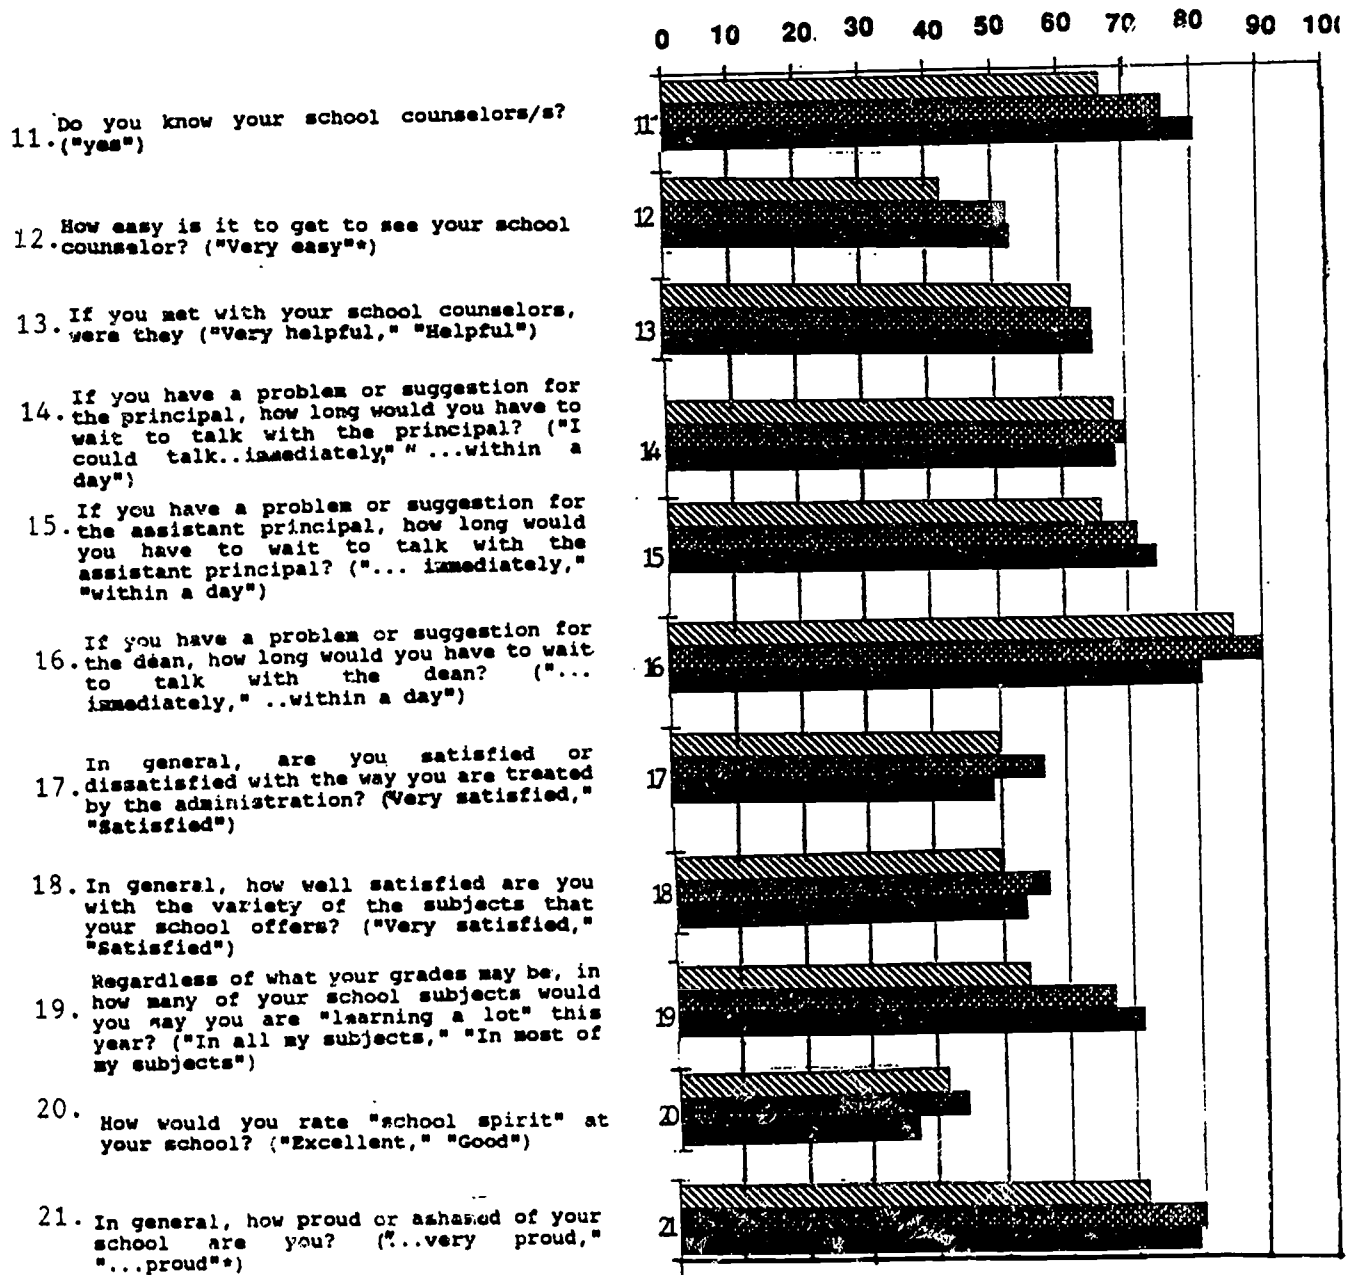 0 10 20. 30 40 50 60 70 80 90 10(
11. Do you know your school counselors/s?
("yes")
11
12. How easy is it to get to see your school
counselor? ("Very easy"*)
12
13. If you met with your school counselors,
were they ("Very helpful," "Helpful")
13
14. If you have a problem or suggestion for
the principal, how long would you have to
wait to talk with the principal? ("I
could talk..immediately," " ...within a
day")
14
15. If you have a problem or suggestion for
the assistant principal, how long would
you have to wait to talk with the
assistant principal? ("... immediately,"
"within a day")
15
16. If you have a problem or suggestion for
the dean, how long would you have to wait
to talk with the dean? ("...
immediately," ..within a day")
16
17. In general, are you satisfied or
dissatisfied with the way you are treated
by the administration? ("Very satisfied,"
"Satisfied")
17
18. In general, how well satisfied are you
with the variety of the subjects that
your school offers? ("Very satisfied,"
"Satisfied")
18
19. Regardless of what your grades may be, in
how many of your school subjects would
you say you are "learning a lot" this
year? ("In all my subjects," "In most of
my subjects")
19
20. How would you rate "school spirit" at
your school? ("Excellent," "Good")
20
21. In general, how proud or ashamed of your
school are you? ("...very proud,"
"...proud"*)
21